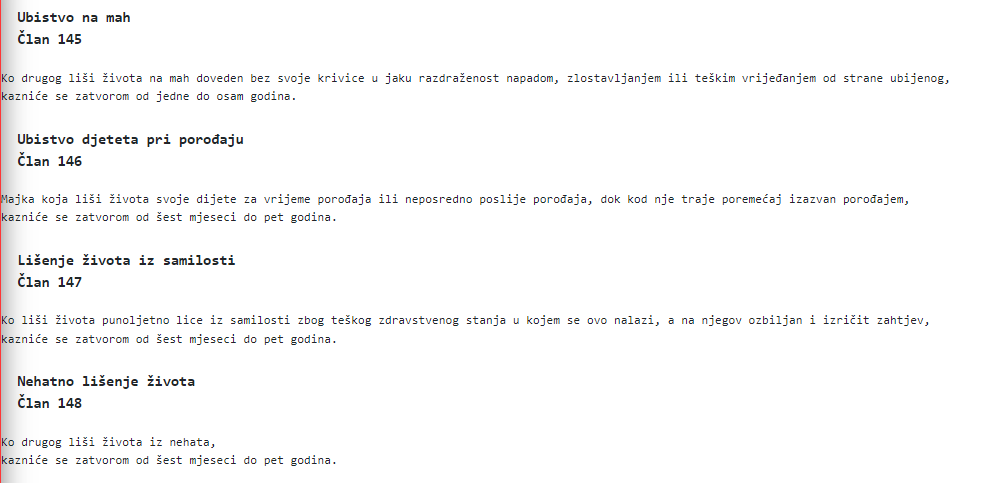 Ubistvo na mah
Član 145
Ko drugog liši života na mah doveden bez svoje krivice u jaku razdraženost napadom, zlostavljanjem ili teškim vrijeđanjem od strane ubijenog,
kazniće se zatvorom od jedne do osam godina.
Ubistvo djeteta pri porođaju
Član 146
Majka koja liši života svoje dijete za vrijeme porođaja ili neposredno poslije porođaja, dok kod nje traje poremećaj izazvan porođajem,
kazniće se zatvorom od šest mjeseci do pet godina.
Lišenje života iz samilosti
Član 147
Ko liši života punoljetno lice iz samilosti zbog teškog zdravstvenog stanja u kojem se ovo nalazi, a na njegov ozbiljan i izričit zahtjev,
kazniće se zatvorom od šest mjeseci do pet godina.
Nehatno lišenje života
Član 148
Ko drugog liši života iz nehata,
kazniće se zatvorom od šest mjeseci do pet godina.